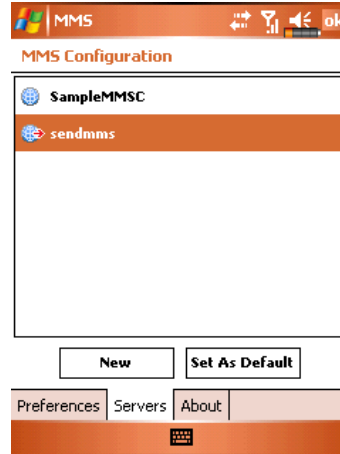 MMS ok
MMS Configuration
SampleMMSC
sendmms
New Set As Default
Preferences Servers About